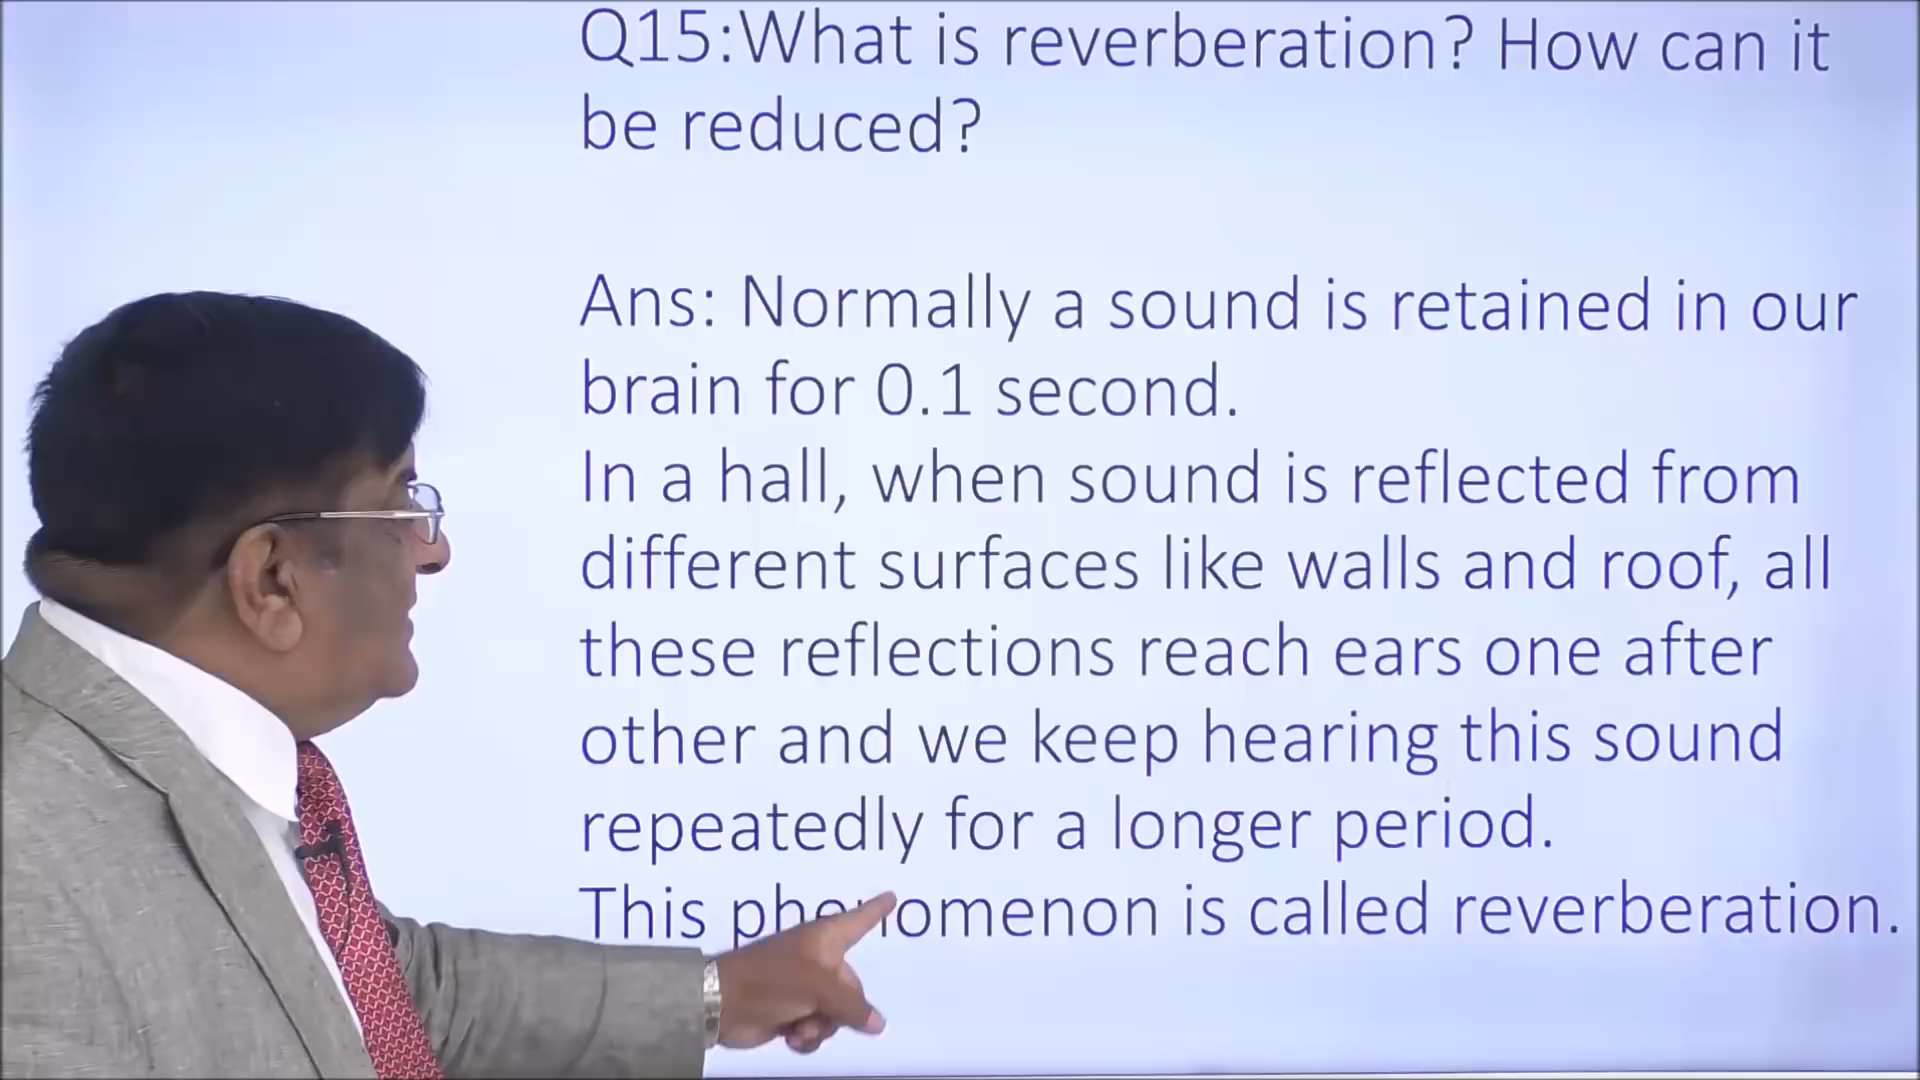 Q15:What is reverberation? How can it
be reduced?
Ans: Normally a sound is retained in our
brain for 0.1 second.
In a hall, when sound is reflected from
different surfaces like walls and roof, all
these reflections reach ears one after
other and we keep hearing this sound
repeatedly for a longer period.
This phenomenon is called reverberation.